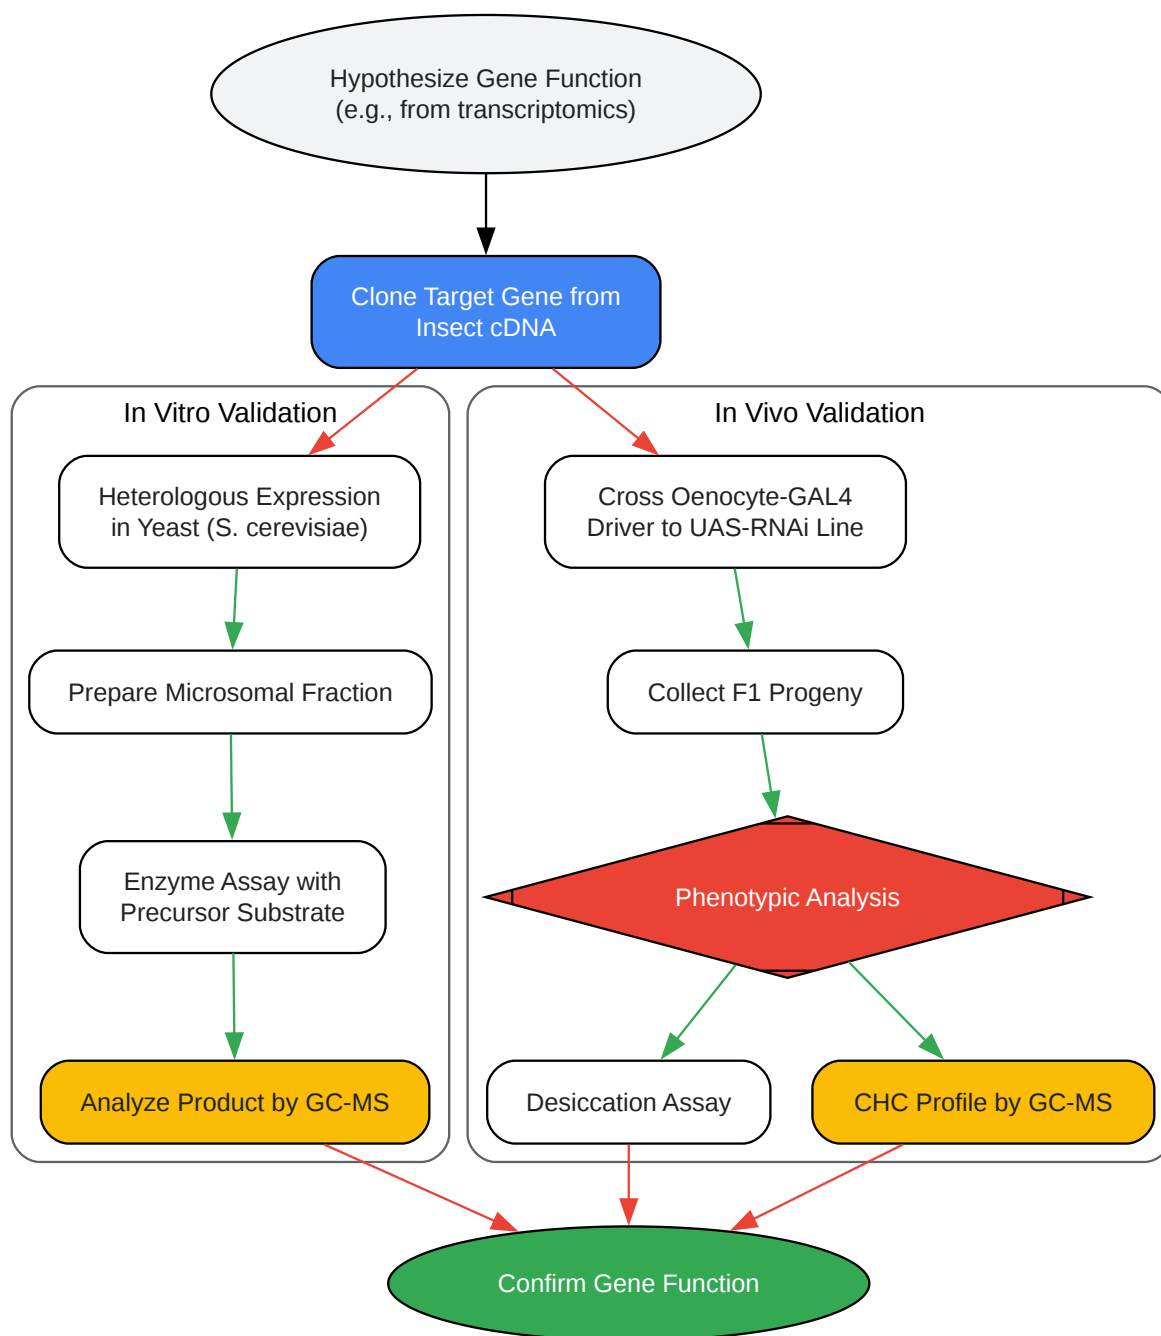 Hypothesize Gene Function
(e.g., from transcriptomics)
Clone Target Gene from
Insect cDNA
In Vitro Validation
Heterologous Expression
in Yeast (S. cerevisiae)
Prepare Microsomal Fraction
Enzyme Assay with
Precursor Substrate
Analyze Product by GC-MS
In Vivo Validation
Cross Oenocyte-GAL4
Driver to UAS-RNAi Line
Collect F1 Progeny
Phenotypic Analysis
Desiccation Assay
CHC Profile by GC-MS
Confirm Gene Function